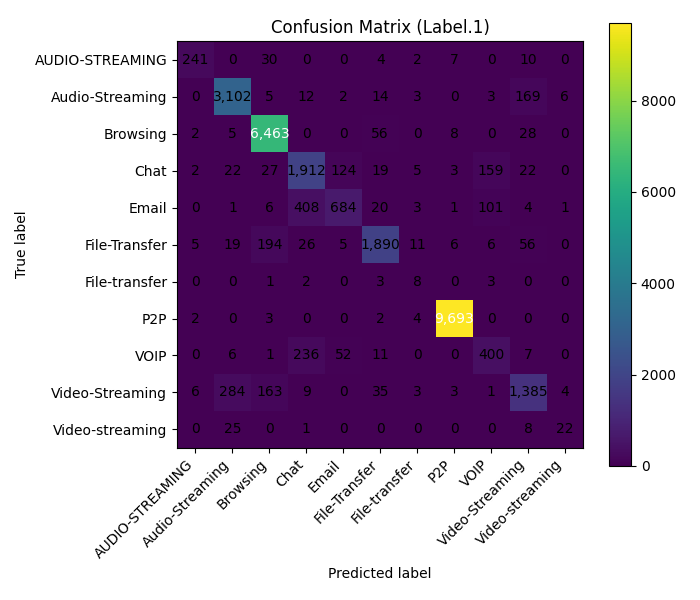 Confusion Matrix (Label.1)
AUDIO-STREAMING 241 0 30 0 0 4 2 7 0 10 0
Audio-Streaming 0 3,102 5 12 2 14 3 0 3 169 6
Browsing 2 5 6,463 0 0 56 0 8 0 28 0
Chat 2 22 27 1,912 124 19 5 3 159 22 0
Email 0 1 6 408 684 20 3 1 101 4 1
File-Transfer 5 19 194 26 5 1,890 11 6 6 56 0
File-transfer 0 0 1 2 0 3 8 0 3 0 0
P2P 2 0 3 0 0 2 4 9,693 0 0 0
VOIP 0 6 1 236 52 11 0 0 400 7 0
Video-Streaming 6 284 163 9 0 35 3 3 1 1,385 4
Video-streaming 0 25 0 1 0 0 0 0 0 8 22
True label
AUDIO-STREAMING
Audio-Streaming
Browsing
Chat
Email
File-Transfer
File-transfer
P2P
VOIP
Video-Streaming
Video-streaming
Predicted label
8000
6000
4000
2000
0